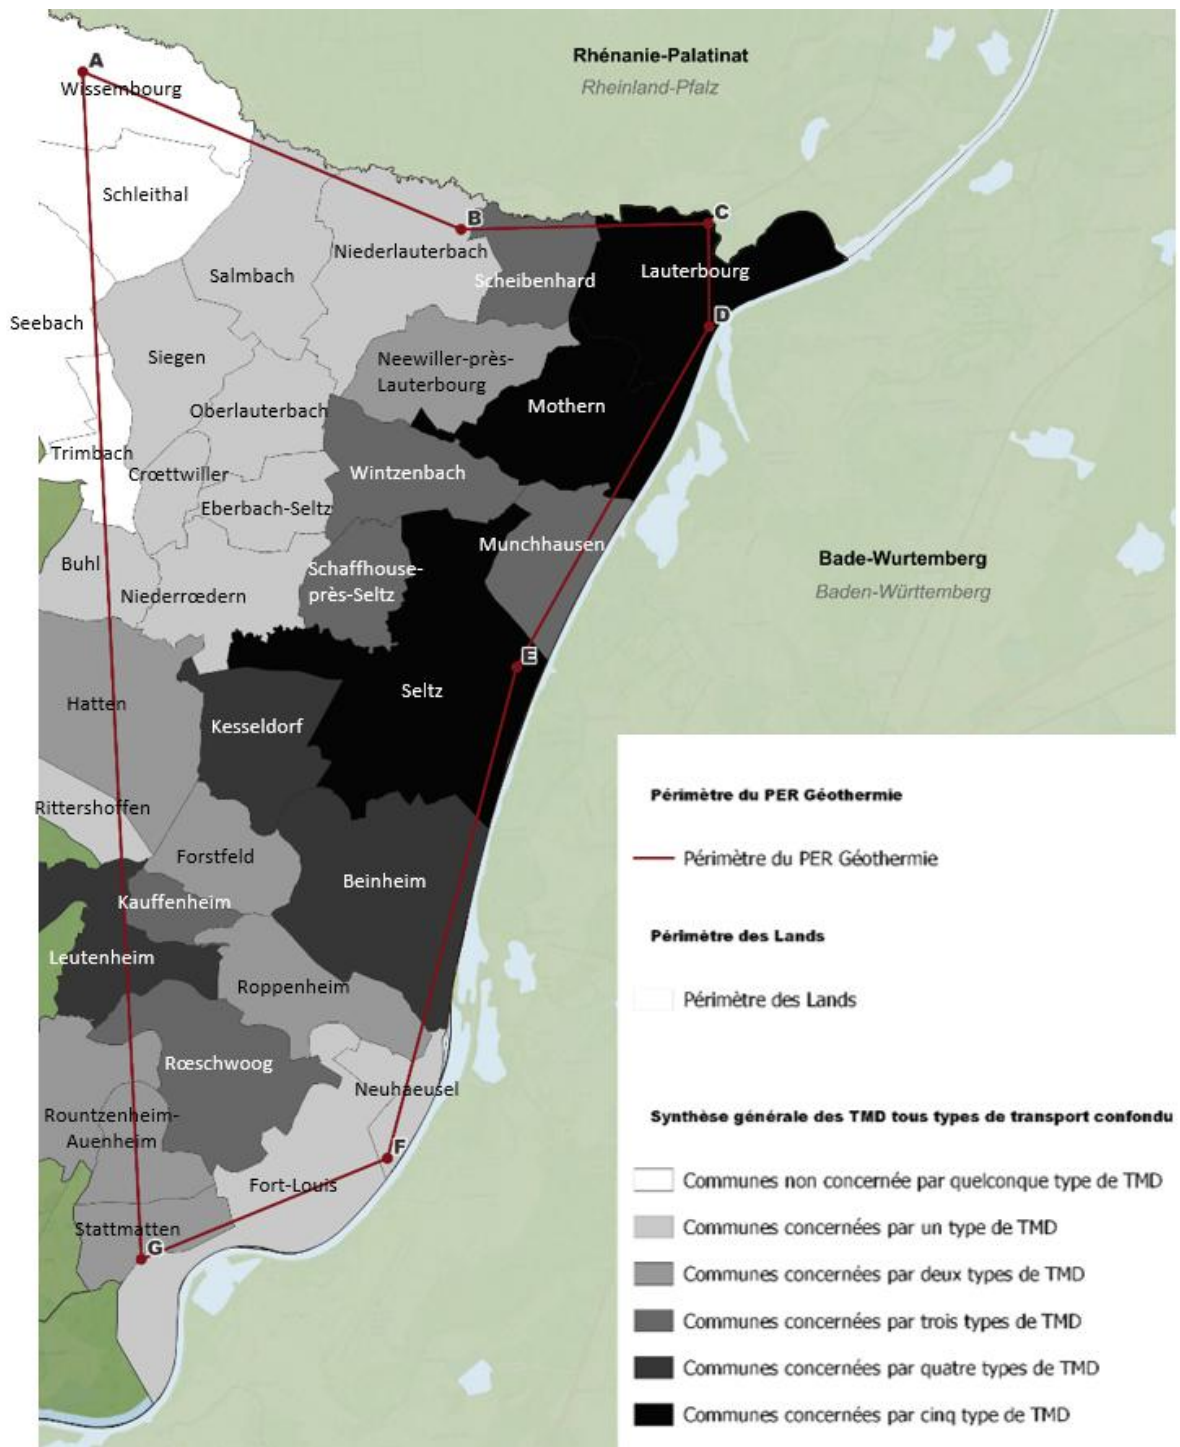 A
Wissembourg
Rhénanie-Palatinat
Rheinland-Pfalz
Schleithal
B
C
Niederlauterbach
Salmbach
Scheibenhard
Lauterbourg
D
Seebach
Siegen
Neewiller-près-
Lauterbourg
Oberlauterbach
Mothern
Trimbach
Crœttwiller
Wintzenbach
Eberbach-Seltz
Munchhausen
Buhl
Schaffhouse-
près-Seltz
Niederrœdern
Bade-Wurtemberg
Baden-Württemberg
E
Seltz
Hatten
Kesseldorf
Rittershoffen
Forstfeld
Beinheim
Kauffenheim
Leutenheim
Roppenheim
Rœschwoog
Neuhaeusel
Rountzenheim-
Auenheim
F
Fort-Louis
Stattmatten
G
Périmètre du PER Géothermie
Périmètre du PER Géothermie
Périmètre des Lands
Périmètre des Lands
Synthèse générale des TMD tous types de transport confondu
Communes non concernée par quelconque type de TMD
Communes concernées par un type de TMD
Communes concernées par deux types de TMD
Communes concernées par trois types de TMD
Communes concernées par quatre types de TMD
Communes concernées par cinq type de TMD